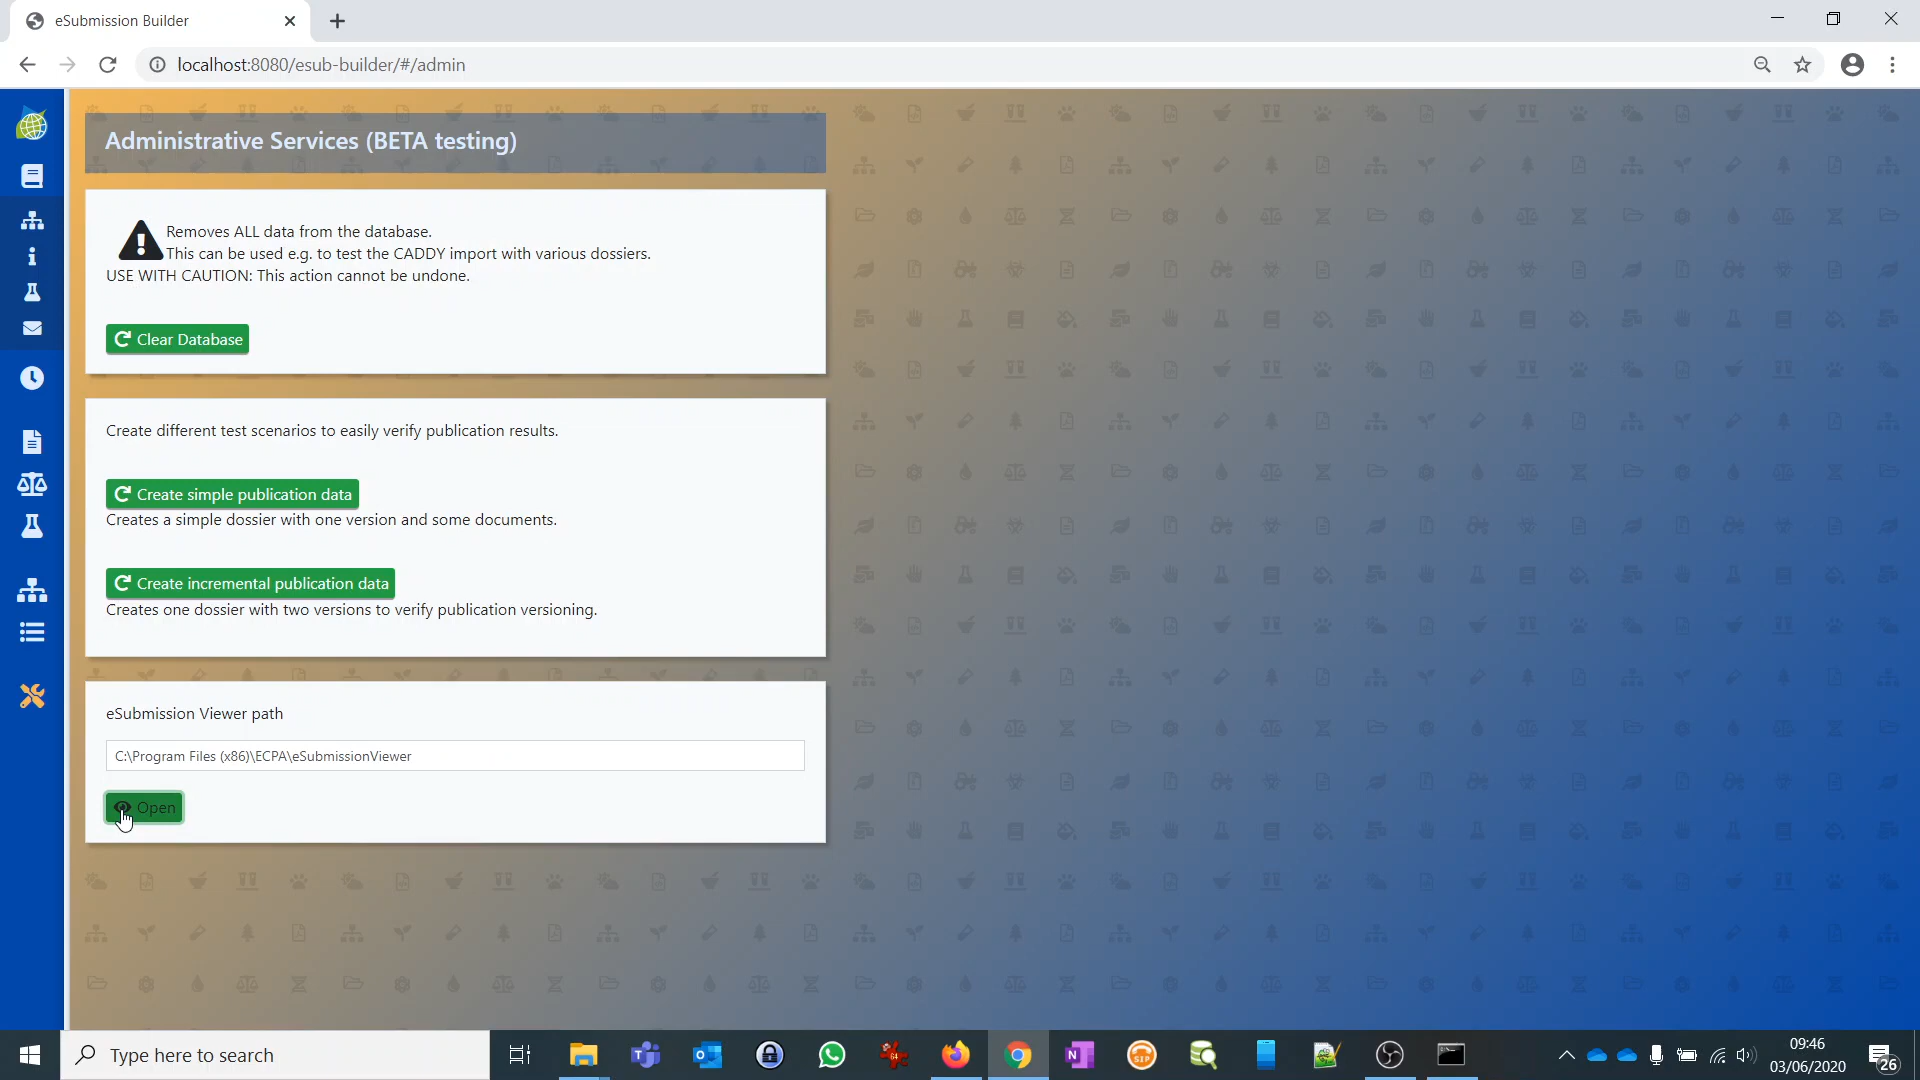 eSubmission Builder
localhost:8080/esub-builder/#/admin
Administrative Services (BETA testing)
Removes ALL data from the database.
This can be used e.g. to test the CADDY import with various dossiers.
USE WITH CAUTION: This action cannot be undone.
Clear Database
Create different test scenarios to easily verify publication results.
Create simple publication data
Creates a simple dossier with one version and some documents.
Create incremental publication data
Creates one dossier with two versions to verify publication versioning.
eSubmission Viewer path
C:\Program Files (x86)\ECPA\eSubmissionViewer
Open
Type here to search
64
SIP
09:46
03/06/2020
26